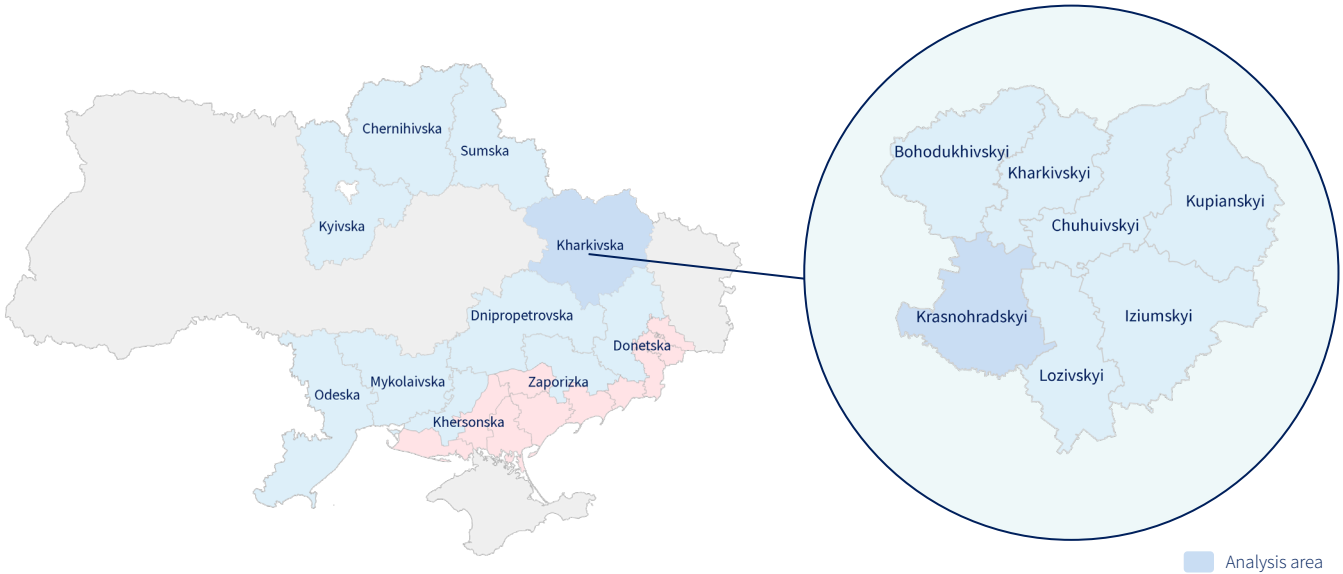 Chernihivska
Sumska
Kyivska
Kharkivska
Dnipropetrovska
Donetska
Mykolaivska
Zaporizka
Odeska
Khersonska
Bohodukhivskyi
Kharkivskyi
Kupianskyi
Chuhuivskyi
Krasnohradskyi
Iziumskyi
Lozivskyi
Analysis area